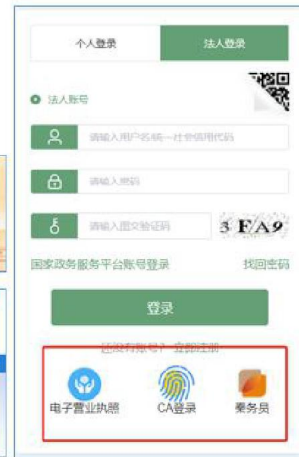 个人登录
法人登录
法人账号
请输入用户名/统一社会信用代码
请输入密码
请输入图文验证码
3 FA9
国家政务服务平台账号登录
找回密码
登录
还没有账号? 立即注册
电子营业执照
CA登录
秦务员